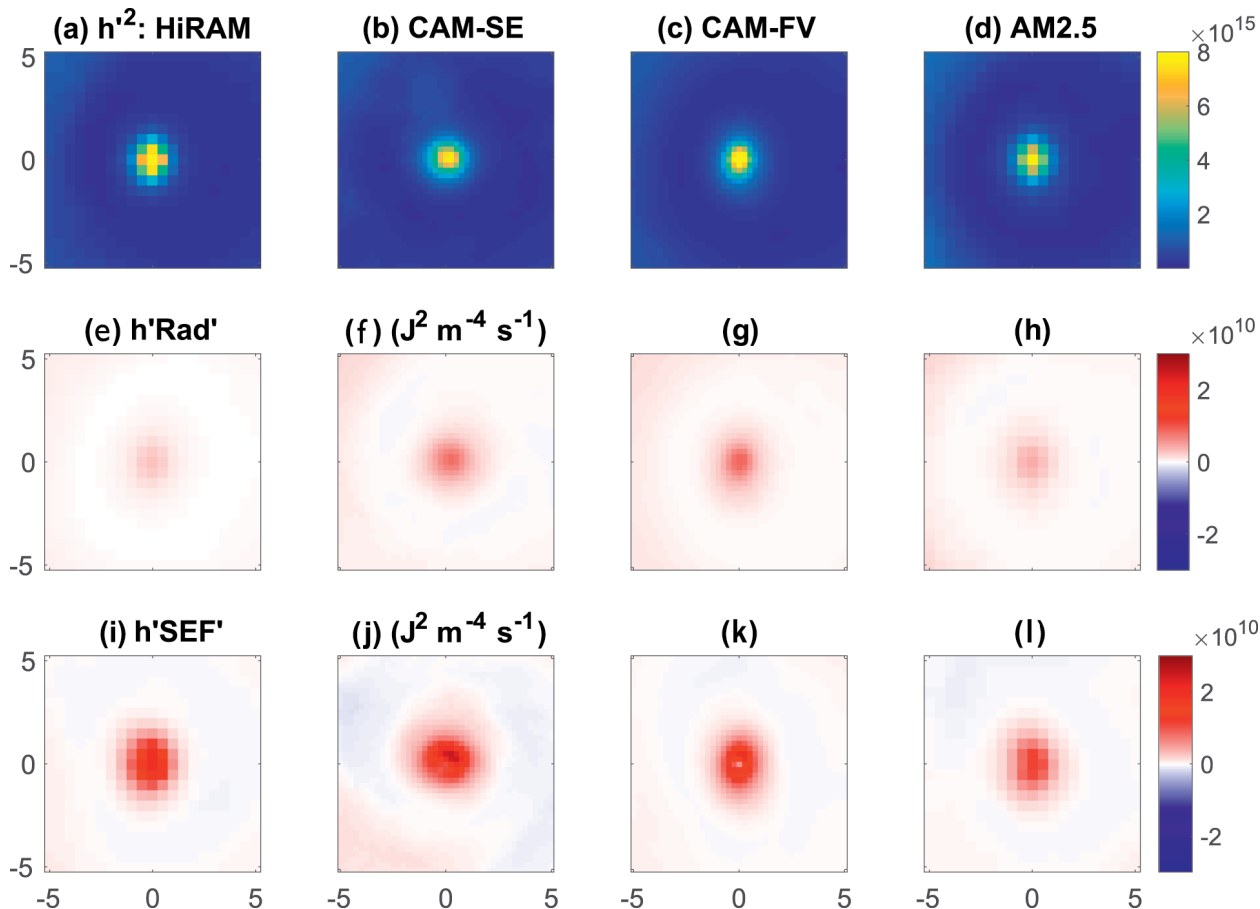 (a) h'²: HiRAM
(b) CAM-SE
(c) CAM-FV
(d) AM2.5
×10¹⁵
5
0
-5
8
6
4
2
(e) h'Rad'
(f) (J² m⁻⁴ s⁻¹)
(g)
(h)
×10¹⁰
5
0
-5
2
0
-2
(i) h'SEF'
(j) (J² m⁻⁴ s⁻¹)
(k)
(l)
×10¹⁰
5
0
-5
2
0
-2
-5 0 5
-5 0 5
-5 0 5
-5 0 5